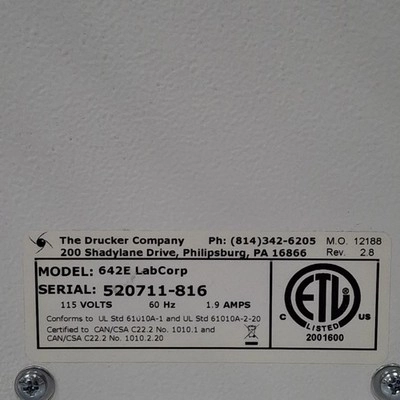 The Drucker Company Ph: (814)342-6205 M.O. 12188
200 Shadylane Drive, Philipsburg, PA 16866 Rev. 2.8
MODEL: 642E LabCorp
SERIAL: 520711-816
115 VOLTS 60 Hz 1.9 AMPS
Conforms to UL Std 61010A-1 and UL Std 61010A-2-20
Certified to CAN/CSA C22.2 No. 1010.1 and
CAN/CSA C22.2 No. 1010.2.20
ETL
C US
LISTED
2001600